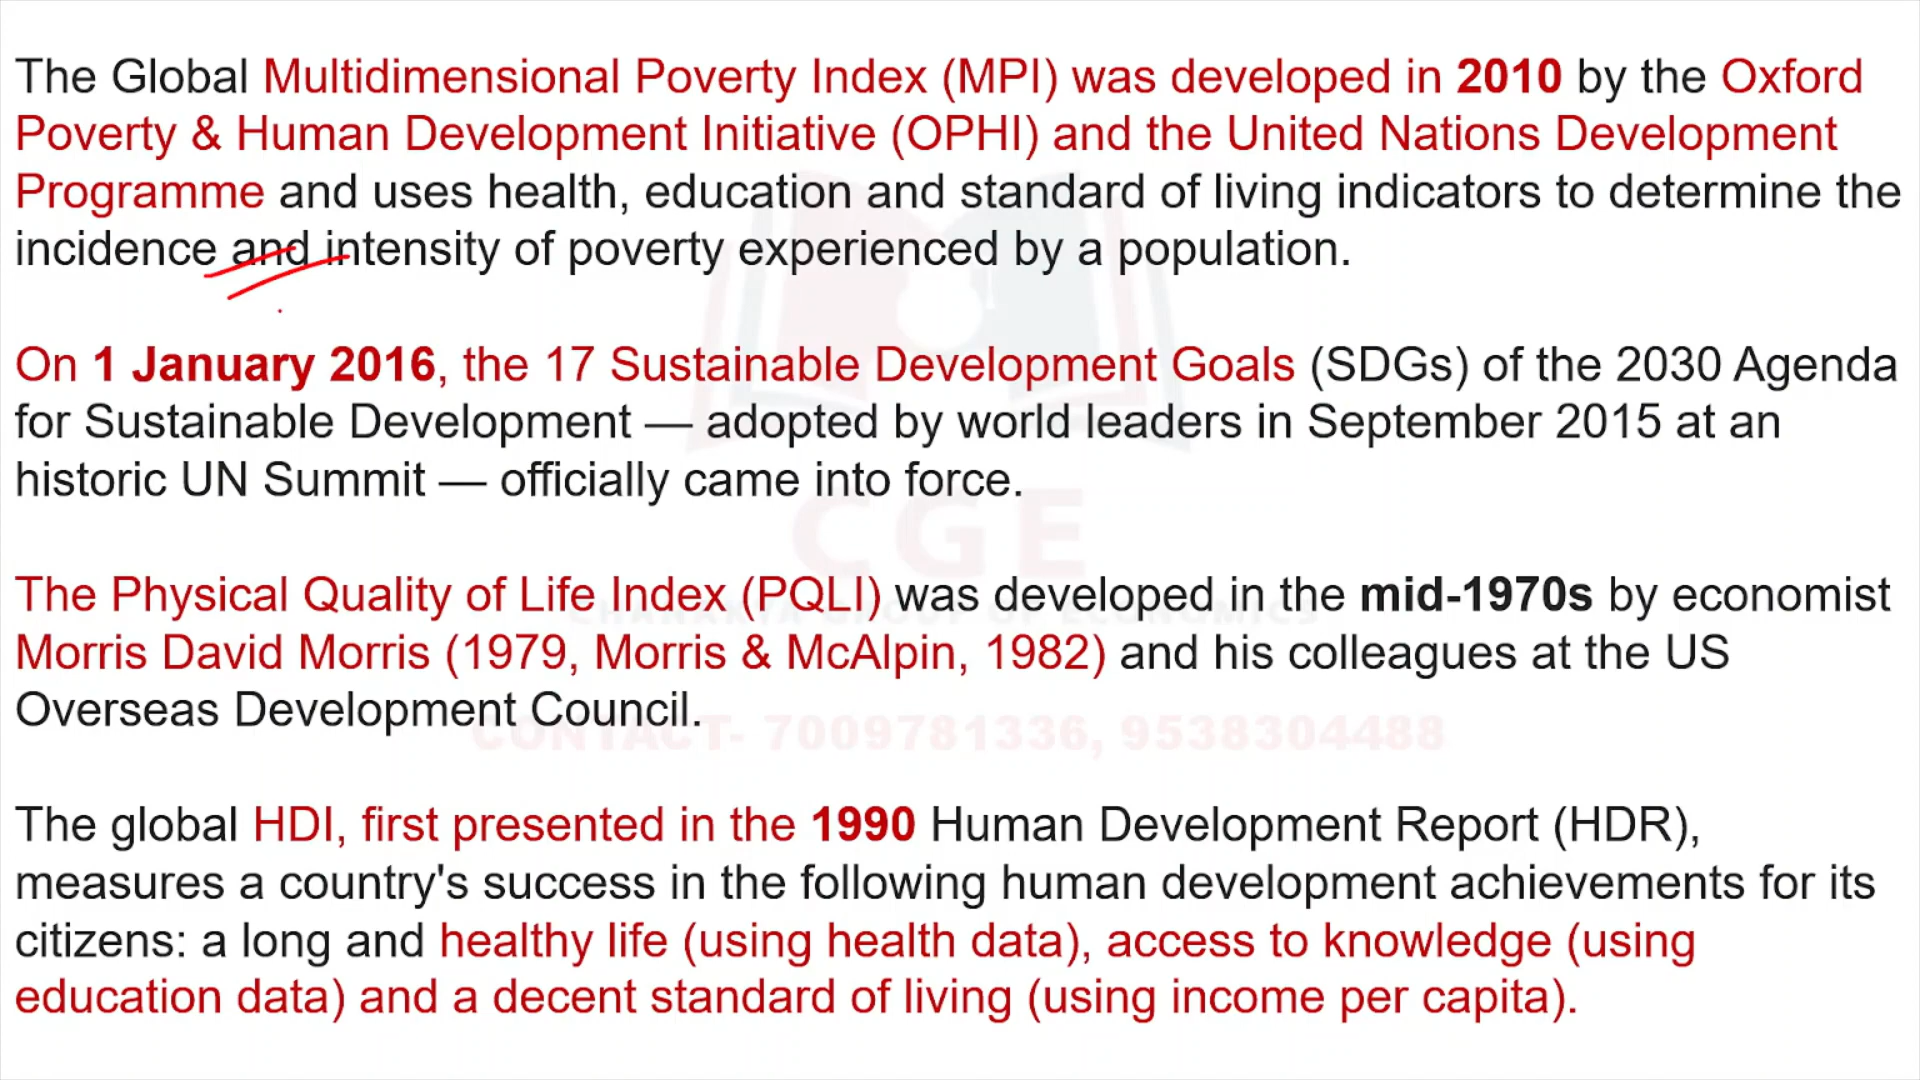 The Global Multidimensional Poverty Index (MPI) was developed in 2010 by the Oxford
Poverty & Human Development Initiative (OPHI) and the United Nations Development
Programme and uses health, education and standard of living indicators to determine the
incidence and intensity of poverty experienced by a population.
On 1 January 2016, the 17 Sustainable Development Goals (SDGs) of the 2030 Agenda
for Sustainable Development — adopted by world leaders in September 2015 at an
historic UN Summit — officially came into force.
CGE
The Physical Quality of Life Index (PQLI) was developed in the mid-1970s by economist
CHANAKYA GROUP OF ECONOMICS
Morris David Morris (1979, Morris & McAlpin, 1982) and his colleagues at the US
Overseas Development Council.
CONTACT- 7009781336, 9538304488
The global HDI, first presented in the 1990 Human Development Report (HDR),
measures a country's success in the following human development achievements for its
citizens: a long and healthy life (using health data), access to knowledge (using
education data) and a decent standard of living (using income per capita).